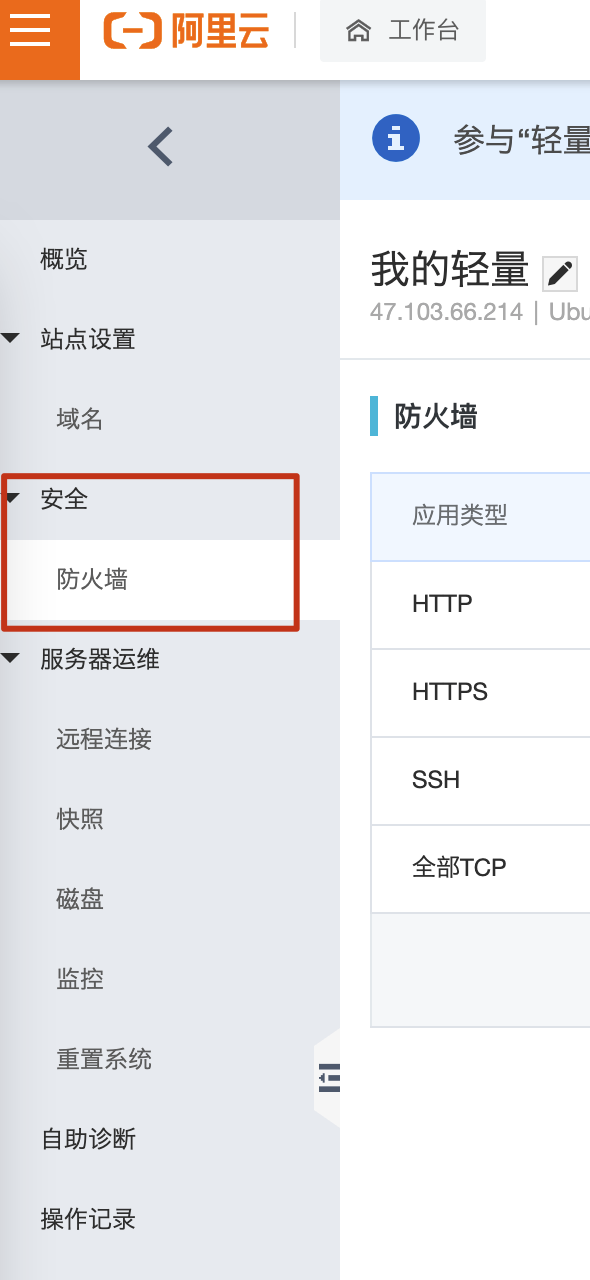 阿里云
工作台
参与“轻量
概览
站点设置
域名
安全
防火墙
服务器运维
远程连接
快照
磁盘
监控
重置系统
自助诊断
操作记录
我的轻量
47.103.66.214 | Ubu
防火墙
应用类型
HTTP
HTTPS
SSH
全部TCP